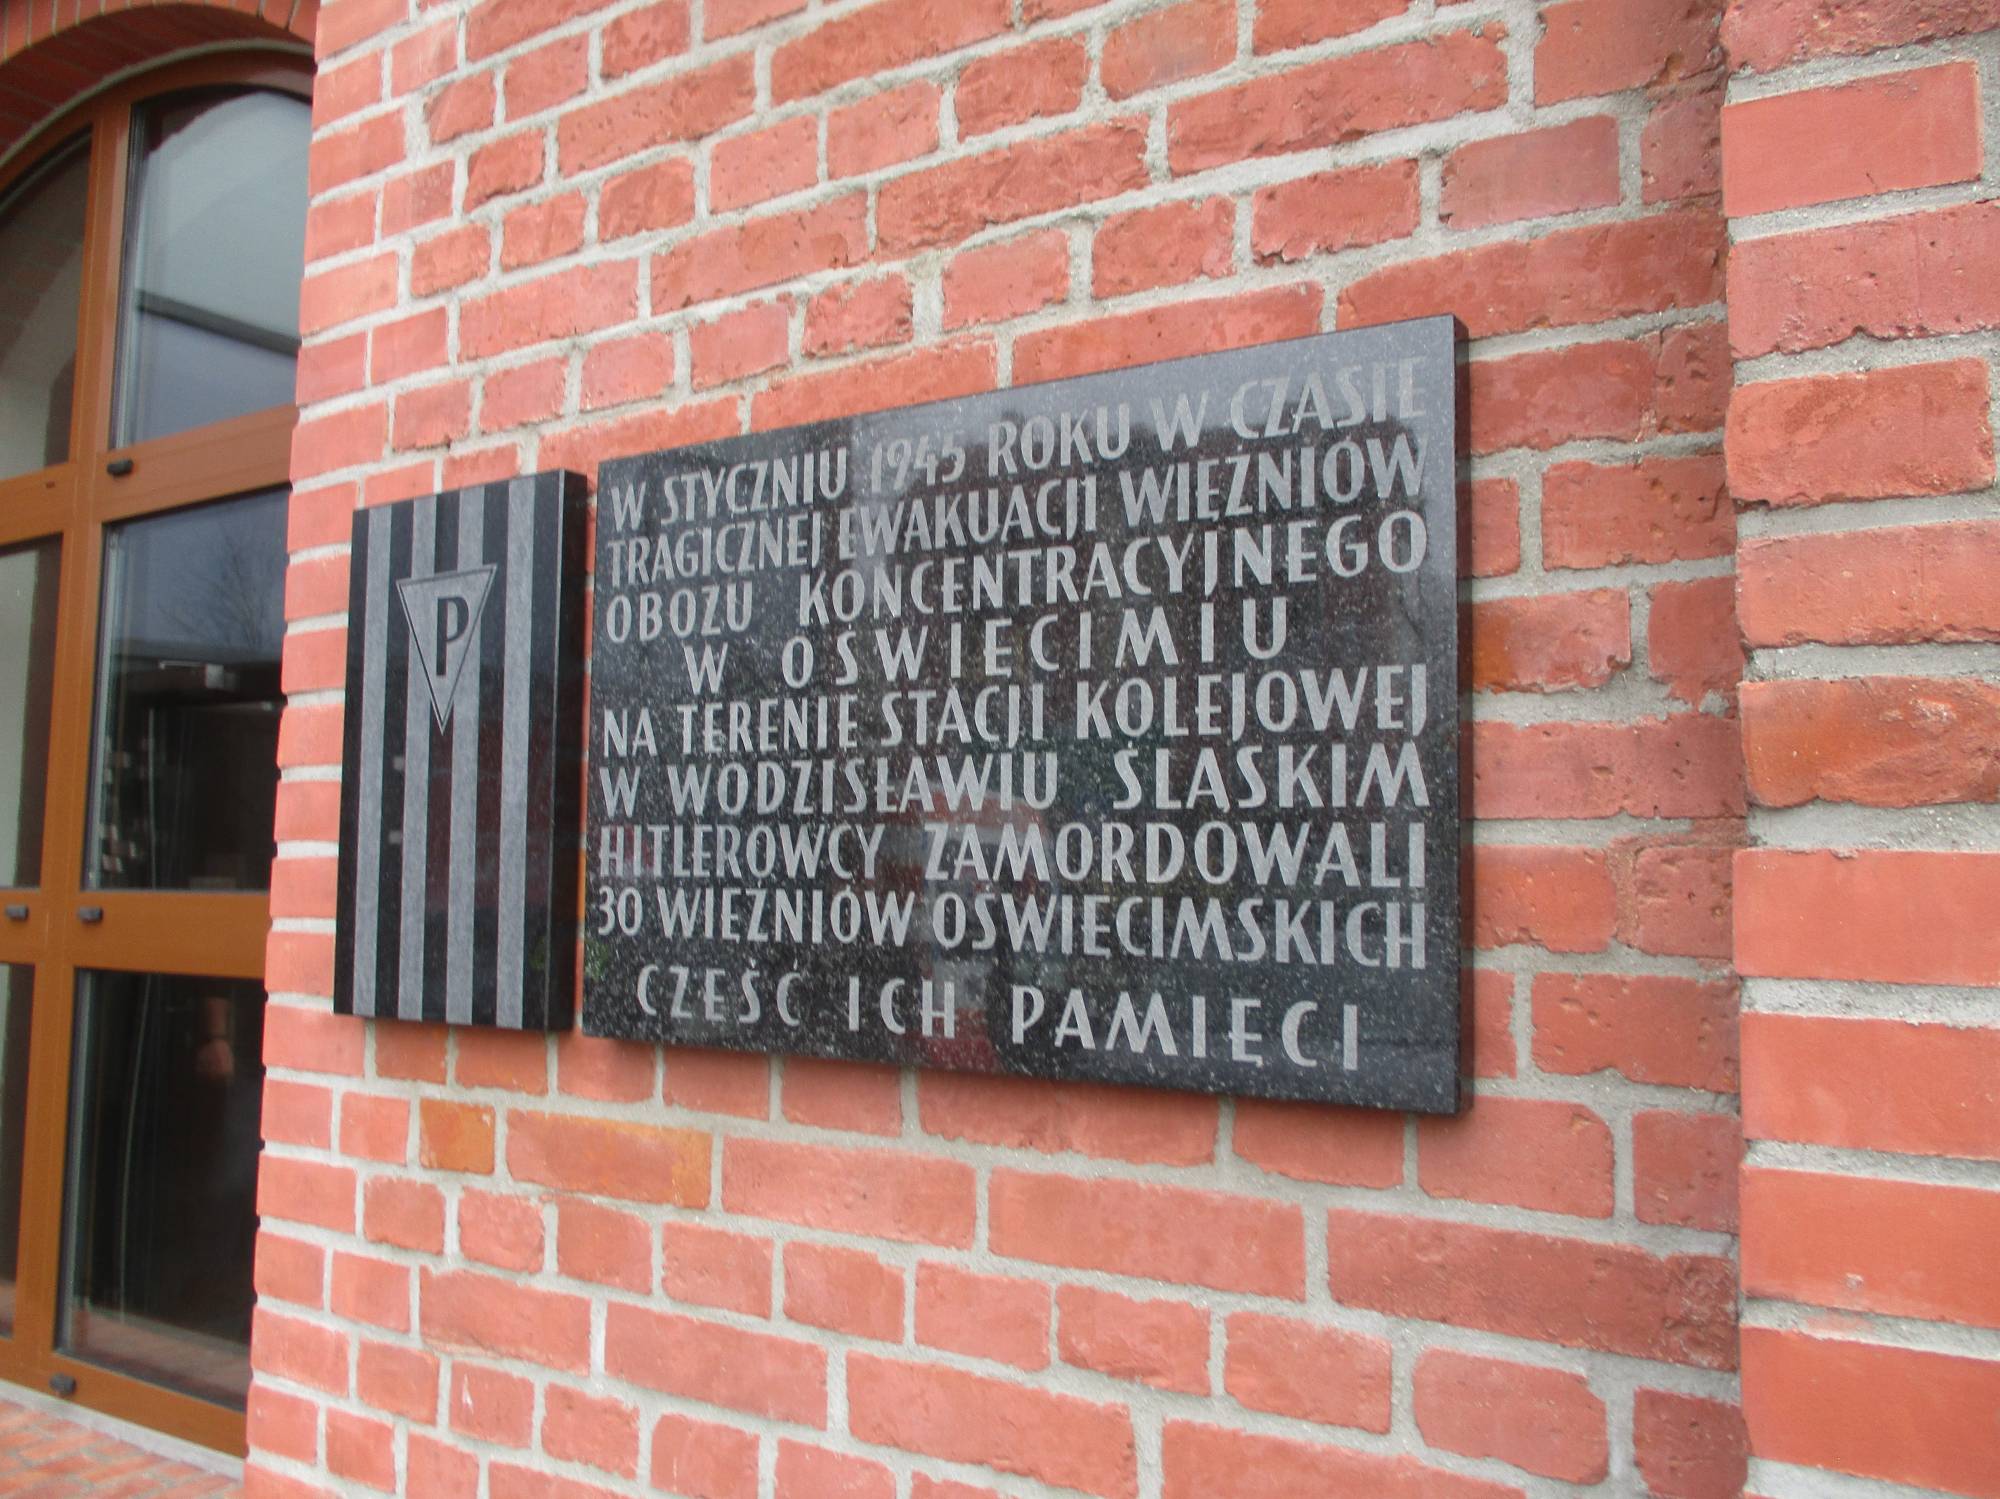 P
W STYCZNIU 1945 ROKU W CZASIE
TRAGICZNEJ EWAKUACJI WIĘŹNIÓW
OBOZU KONCENTRACYJNEGO
W OŚWIĘCIMIU
NA TERENIE STACJI KOLEJOWEJ
W WODZISŁAWIU ŚLĄSKIM
HITLEROWCY ZAMORDOWALI
30 WIĘŹNIÓW OŚWIĘCIMSKICH
CZEŚĆ ICH PAMIĘCI